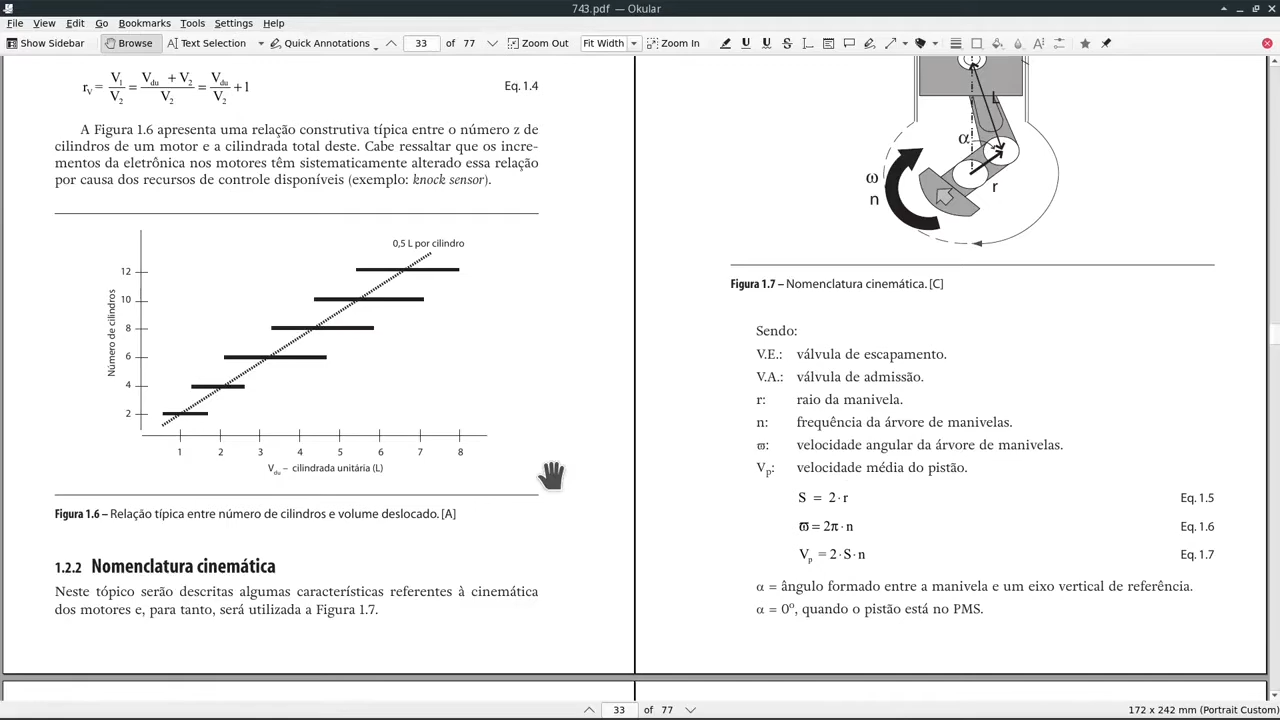 743.pdf — Okular
File View Edit Go Bookmarks Tools Settings Help
Show Sidebar Browse Text Selection Quick Annotations 33 of 77 Zoom Out Fit Width Zoom In
r_V = V_1 / V_2 = V_du + V_2 / V_2 = V_du / V_2 + 1 Eq. 1.4
A Figura 1.6 apresenta uma relação construtiva típica entre o número z de
cilindros de um motor e a cilindrada total deste. Cabe ressaltar que os incre-
mentos da eletrônica nos motores têm sistematicamente alterado essa relação
por causa dos recursos de controle disponíveis (exemplo: knock sensor).
0,5 L por cilindro
Número de cilindros
12
10
8
6
4
2
1 2 3 4 5 6 7 8
V_du – cilindrada unitária (L)
Figura 1.6 – Relação típica entre número de cilindros e volume deslocado. [A]
1.2.2 Nomenclatura cinemática
Neste tópico serão descritas algumas características referentes à cinemática
dos motores e, para tanto, será utilizada a Figura 1.7.
L
α
r
ω
n
Figura 1.7 – Nomenclatura cinemática. [C]
Sendo:
V.E.: válvula de escapamento.
V.A.: válvula de admissão.
r: raio da manivela.
n: frequência da árvore de manivelas.
ϖ: velocidade angular da árvore de manivelas.
V_p: velocidade média do pistão.
S = 2·r Eq. 1.5
ϖ = 2π·n Eq. 1.6
V_p = 2·S·n Eq. 1.7
α = ângulo formado entre a manivela e um eixo vertical de referência.
α = 0º, quando o pistão está no PMS.
33 of 77
172 x 242 mm (Portrait Custom)